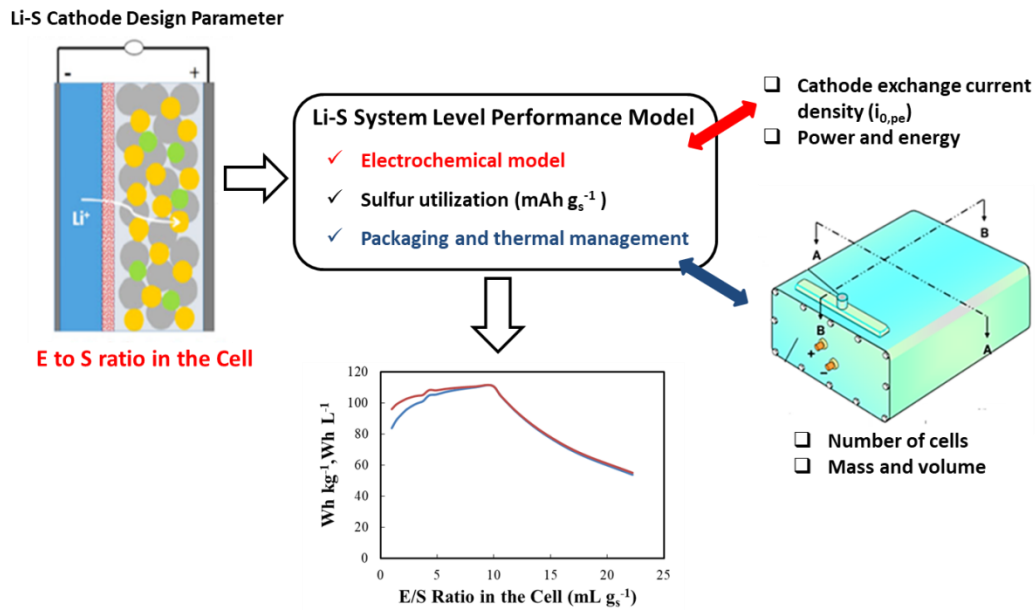 Li-S Cathode Design Parameter
-
+
Li⁺
E to S ratio in the Cell
Li-S System Level Performance Model
✓ Electrochemical model
✓ Sulfur utilization (mAh gₛ⁻¹ )
✓ Packaging and thermal management
❑ Cathode exchange current
density (i₀,ₚₑ)
❑ Power and energy
B
A
B
A
+
-
❑ Number of cells
❑ Mass and volume
Wh kg⁻¹,Wh L⁻¹
120
100
80
60
40
20
0
0 5 10 15 20 25
E/S Ratio in the Cell (mL gₛ⁻¹)